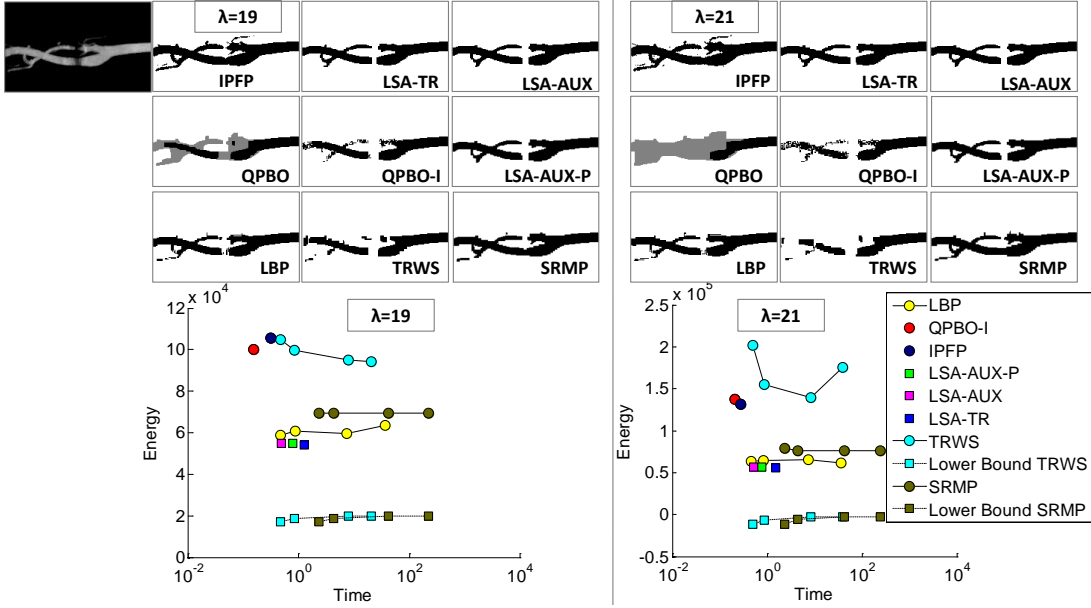 λ=19
IPFP
LSA-TR
LSA-AUX
QPBO
QPBO-I
LSA-AUX-P
LBP
TRWS
SRMP
λ=21
IPFP
LSA-TR
LSA-AUX
QPBO
QPBO-I
LSA-AUX-P
LBP
TRWS
SRMP
x 10^4
12
10
8
6
4
2
0
Energy
λ=19
10^-2
10^0
10^2
10^4
Time
x 10^5
2.5
2
1.5
1
0.5
0
-0.5
Energy
λ=21
10^-2
10^0
10^2
10^4
Time
LBP
QPBO-I
IPFP
LSA-AUX-P
LSA-AUX
LSA-TR
TRWS
Lower Bound TRWS
SRMP
Lower Bound SRMP